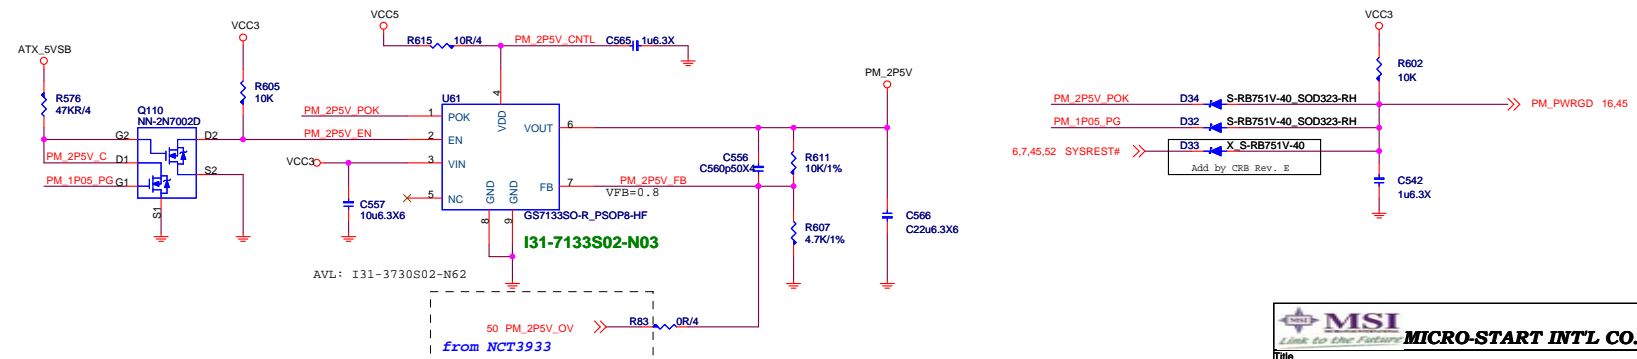 ATX_5VSB
R576
47KR/4
Q110
NN-2N7002D
G2
D2
D1
S2
G1
S1
PM_2P5V_C
PM_1P05_PG
VCC3
R605
10K
PM_2P5V_POK
PM_2P5V_EN
VCC3
C557
10u6.3X6
VCC5
R615
10R/4
PM_2P5V_CNTL
C565
1u6.3X
U61
1
POK
2
EN
3
VIN
5
NC
4
VDD
VOUT
6
FB
7
GND
GND
8
9
GS7133SO-R_PSOP8-HF
I31-7133S02-N03
AVL: I31-3730S02-N62
PM_2P5V_FB
VFB=0.8
C556
C560p50X4
R611
10K/1%
R607
4.7K/1%
PM_2P5V
C566
C22u6.3X6
50 PM_2P5V_OV
R83
0R/4
from NCT3933
VCC3
R602
10K
PM_2P5V_POK
D34
S-RB751V-40_SOD323-RH
PM_PWRGD 16,45
PM_1P05_PG
D32
S-RB751V-40_SOD323-RH
6,7,45,52 SYSREST#
D33
X_S-RB751V-40
Add by CRB Rev. E
C542
1u6.3X
MSI
MSI
Link to the Future
MICRO-START INT'L CO.
Title